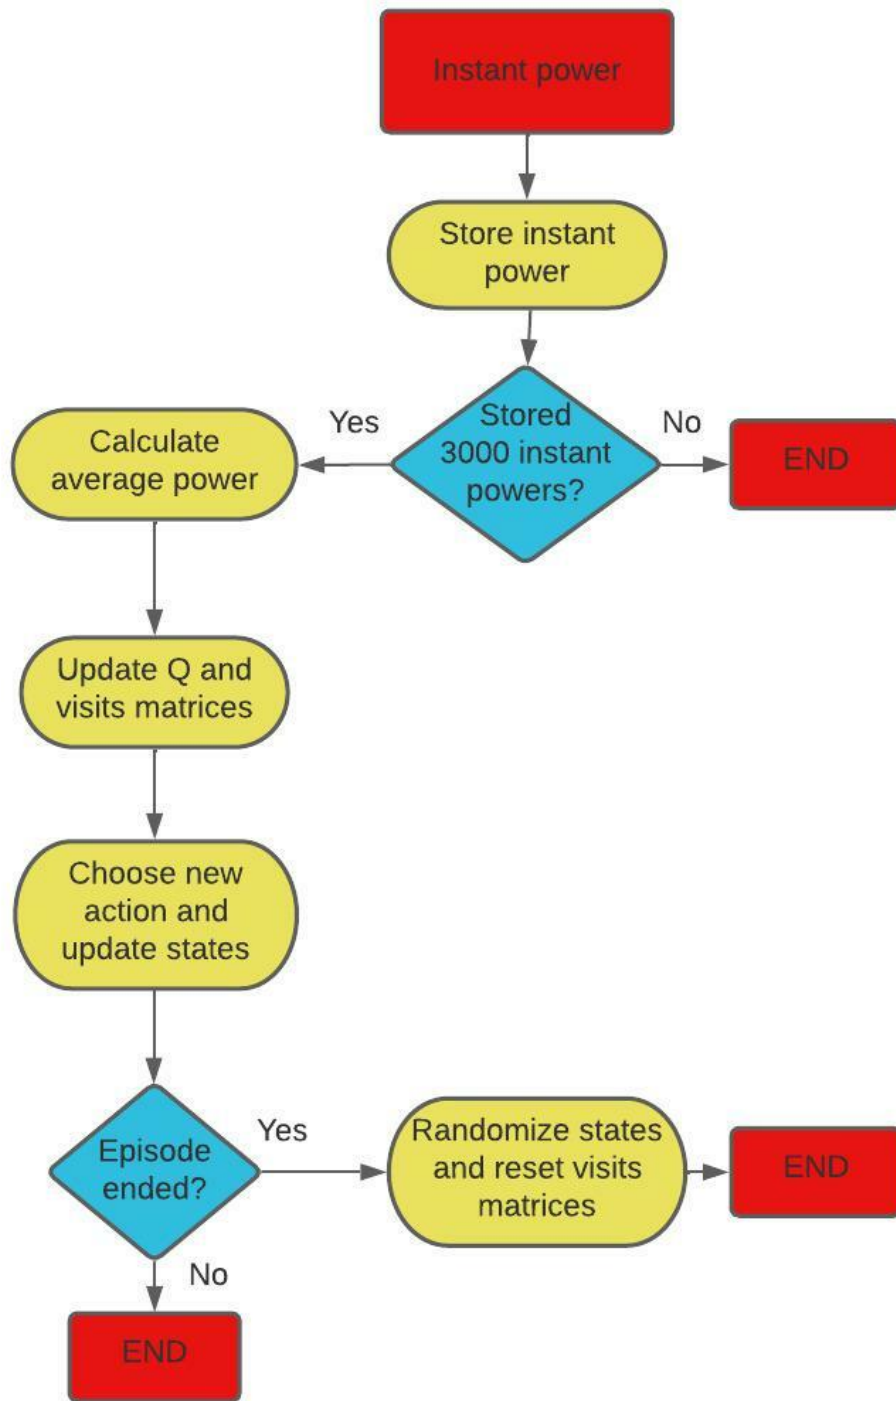 Instant power
Store instant
power
Stored
3000 instant
powers?
Yes
No
Calculate
average power
END
Update Q and
visits matrices
Choose new
action and
update states
Episode
ended?
Yes
Randomize states
and reset visits
matrices
END
No
END